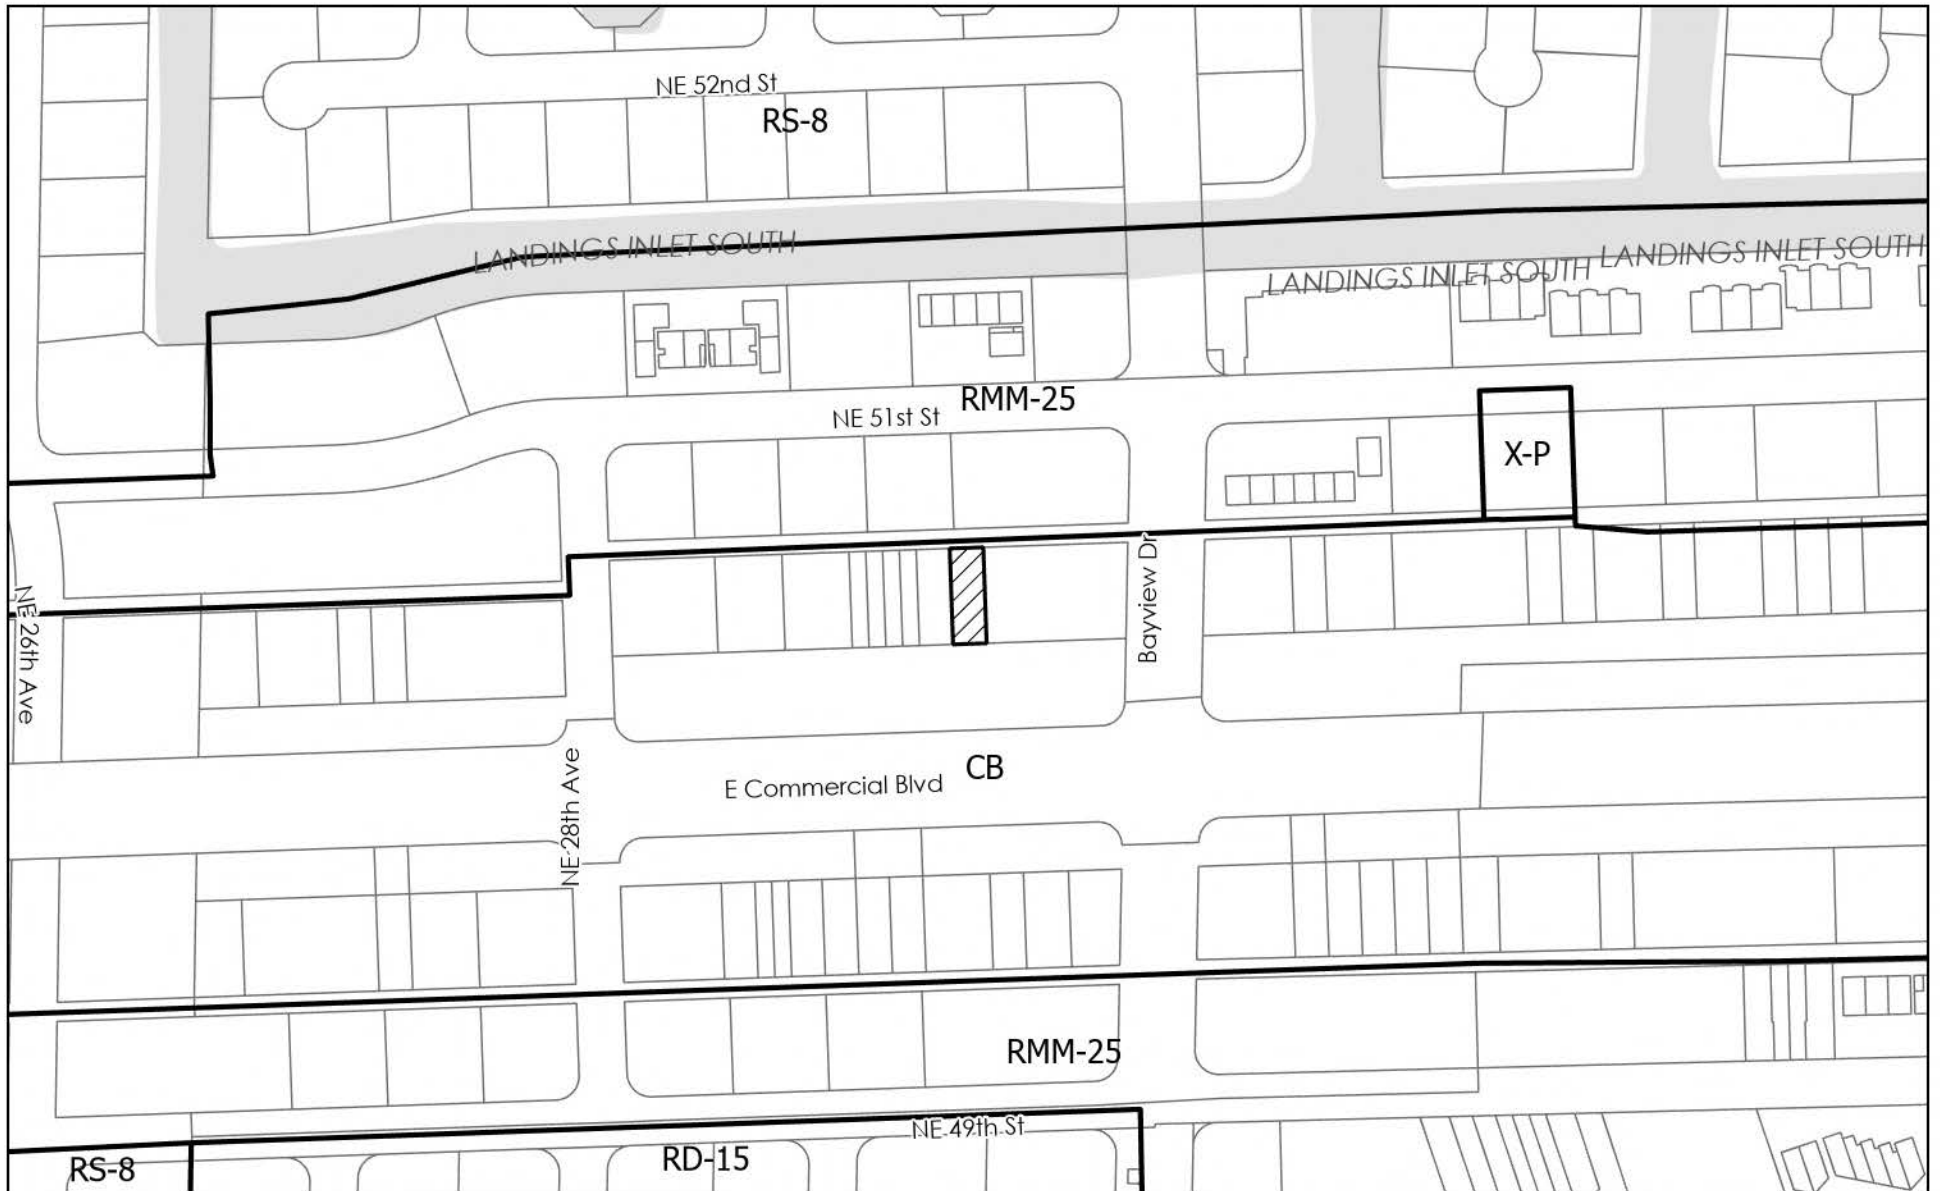 NE 52nd St
RS-8
LANDINGS INLET SOUTH
LANDINGS INLET SOUTH
LANDINGS INLET SOUTH
RMM-25
NE 51st St
X-P
Bayview Dr
NE 26th Ave
CB
E Commercial Blvd
NE 28th Ave
RMM-25
NE 49th St
RS-8
RD-15